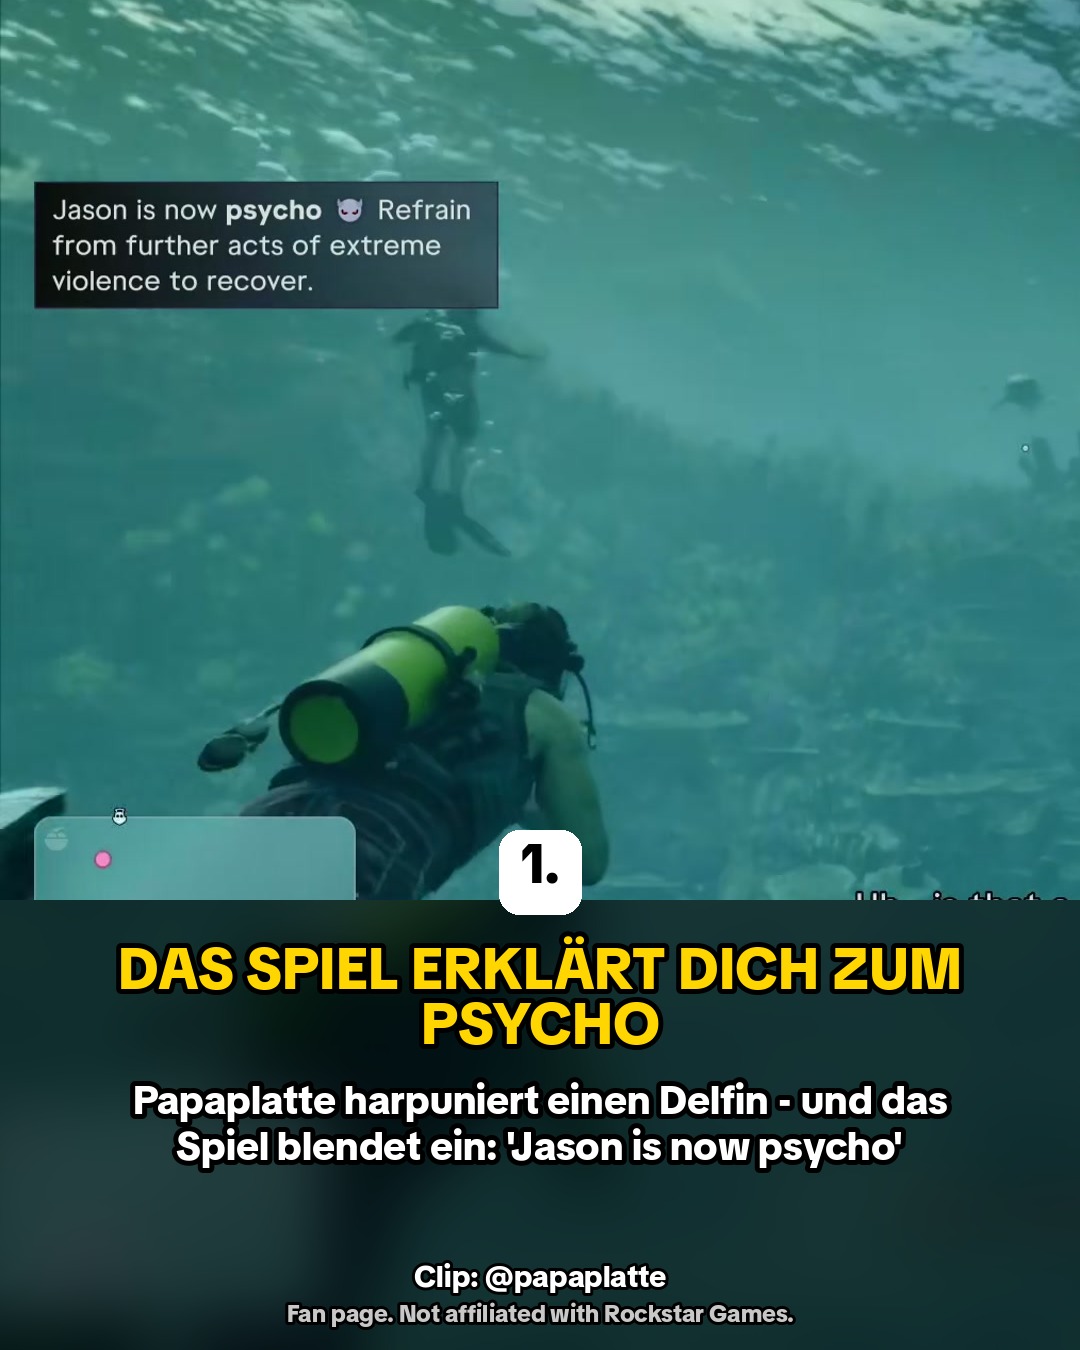 Jason is now psycho 😈 Refrain
from further acts of extreme
violence to recover.
1.
DAS SPIEL ERKLÄRT DICH ZUM
PSYCHO
Papaplatte harpuniert einen Delfin - und das
Spiel blendet ein: 'Jason is now psycho'
Clip: @papaplatte
Fan page. Not affiliated with Rockstar Games.